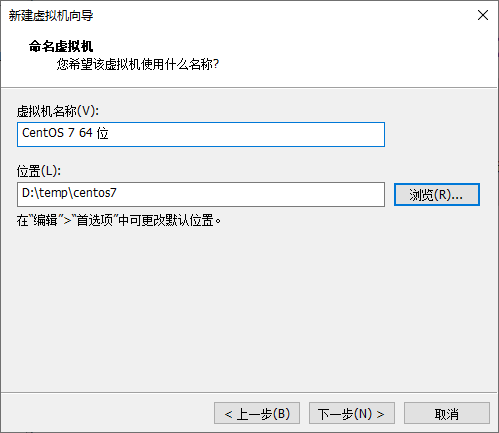 新建虚拟机向导
命名虚拟机
您希望该虚拟机使用什么名称?
虚拟机名称(V):
CentOS 7 64 位
位置(L):
D:\temp\centos7
浏览(R)...
在“编辑”>“首选项”中可更改默认位置。
< 上一步(B)
下一步(N) >
取消